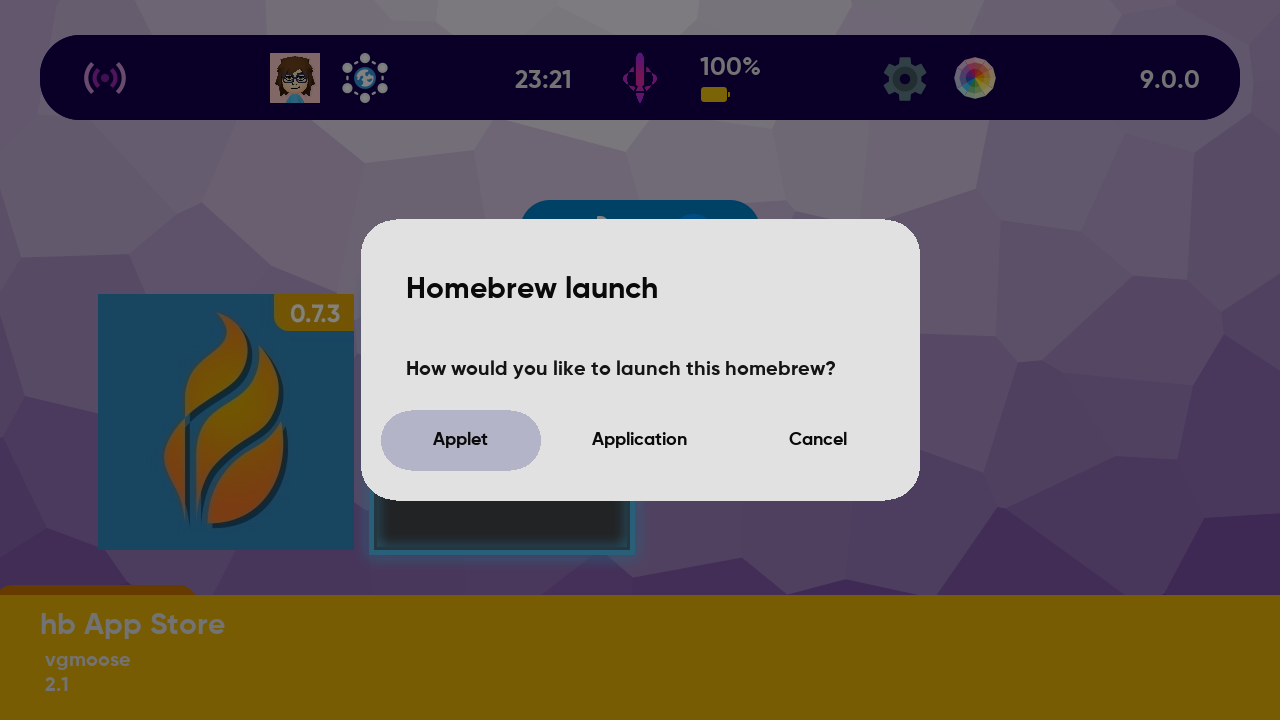 23:21
100%
9.0.0
Homebrew launch
0.7.3
How would you like to launch this homebrew?
Applet
Application
Cancel
hb App Store
vgmoose
2.1